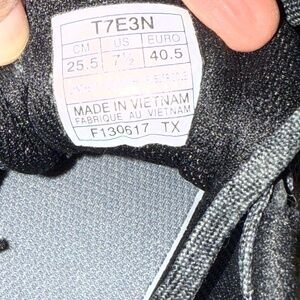 T7E3N
CM US EURO
25.5 7½ 40.5
MADE IN VIETNAM
FABRIQUE AU VIETNAM
F130617 TX